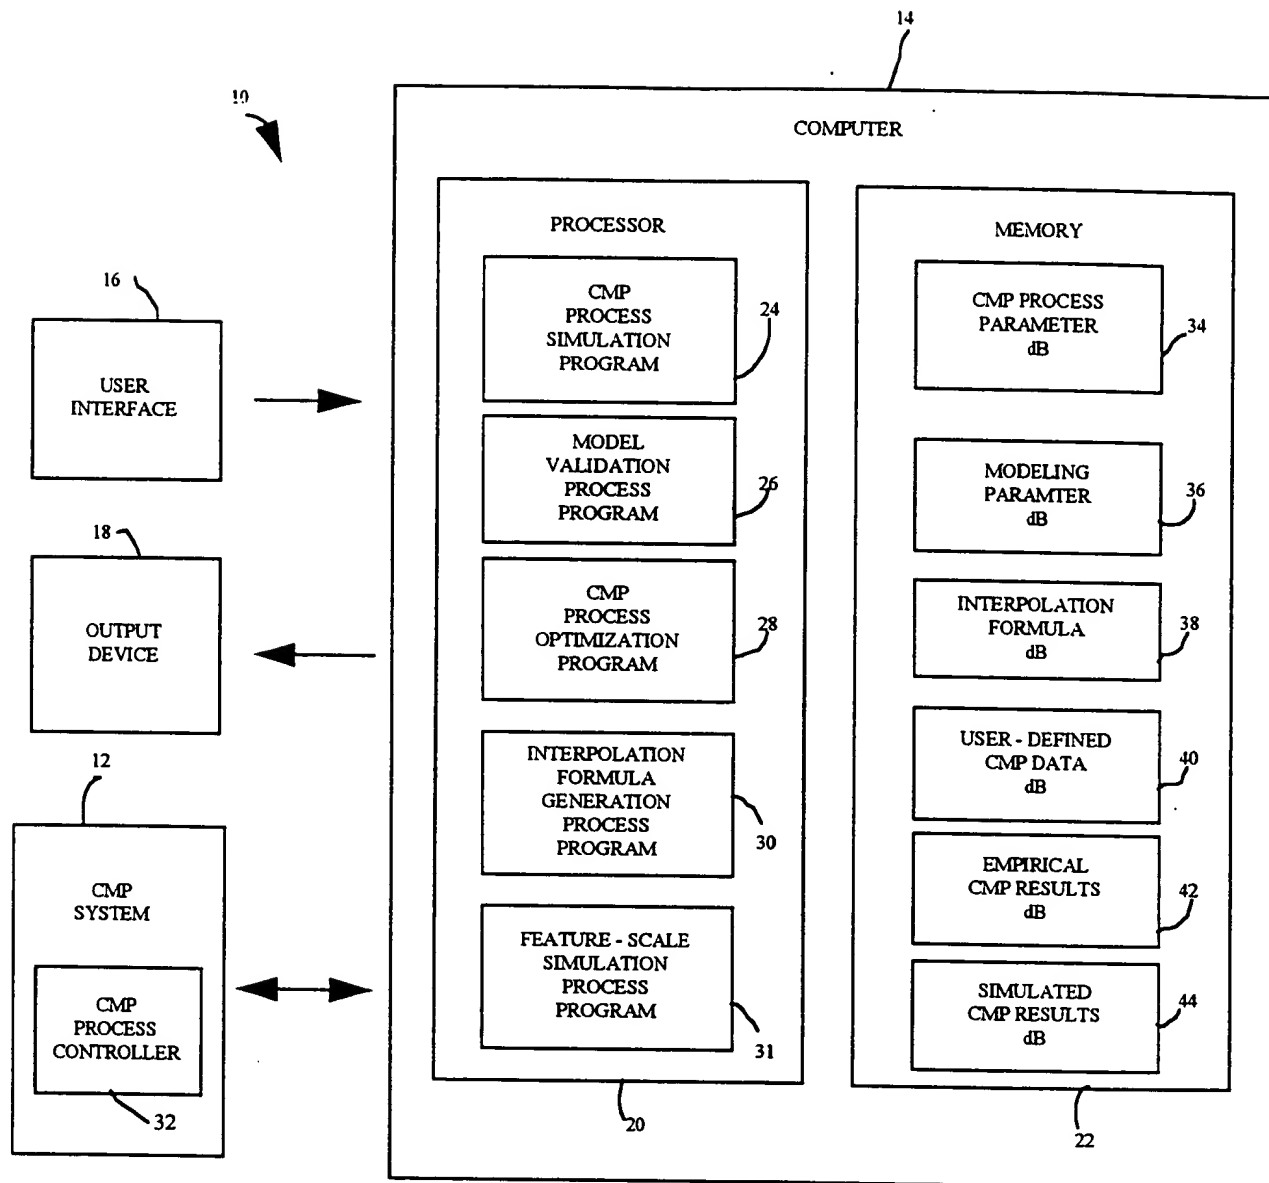 14
10
COMPUTER
PROCESSOR
CMP
PROCESS
SIMULATION
PROGRAM
24
MODEL
VALIDATION
PROCESS
PROGRAM
26
CMP
PROCESS
OPTIMIZATION
PROGRAM
28
INTERPOLATION
FORMULA
GENERATION
PROCESS
PROGRAM
30
FEATURE - SCALE
SIMULATION
PROCESS
PROGRAM
31
20
MEMORY
CMP PROCESS
PARAMETER
dB
34
MODELING
PARAMTER
dB
36
INTERPOLATION
FORMULA
dB
38
USER - DEFINED
CMP DATA
dB
40
EMPIRICAL
CMP RESULTS
dB
42
SIMULATED
CMP RESULTS
dB
44
22
16
USER
INTERFACE
18
OUTPUT
DEVICE
12
CMP
SYSTEM
CMP
PROCESS
CONTROLLER
32